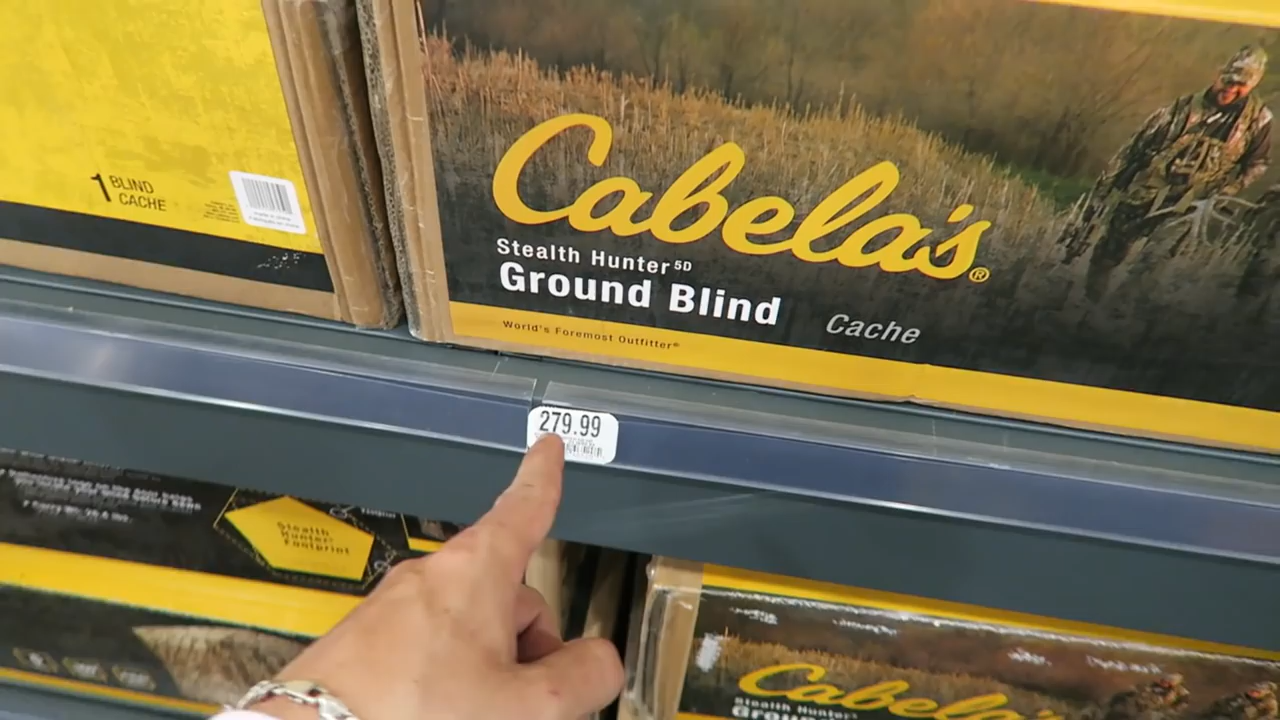 1 BLIND
CACHE
Cabela's®
Stealth Hunter 5D
Ground Blind
Cache
World's Foremost Outfitter®
279.99
Stealth
Hunter
Footprint
Cabela's
Stealth Hunter
Ground